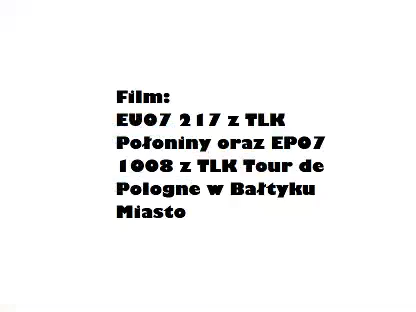 Film:
EU07 217 z TLK
Połoniny oraz EP07
1008 z TLK Tour de
Pologne w Bałtyku
Miasto